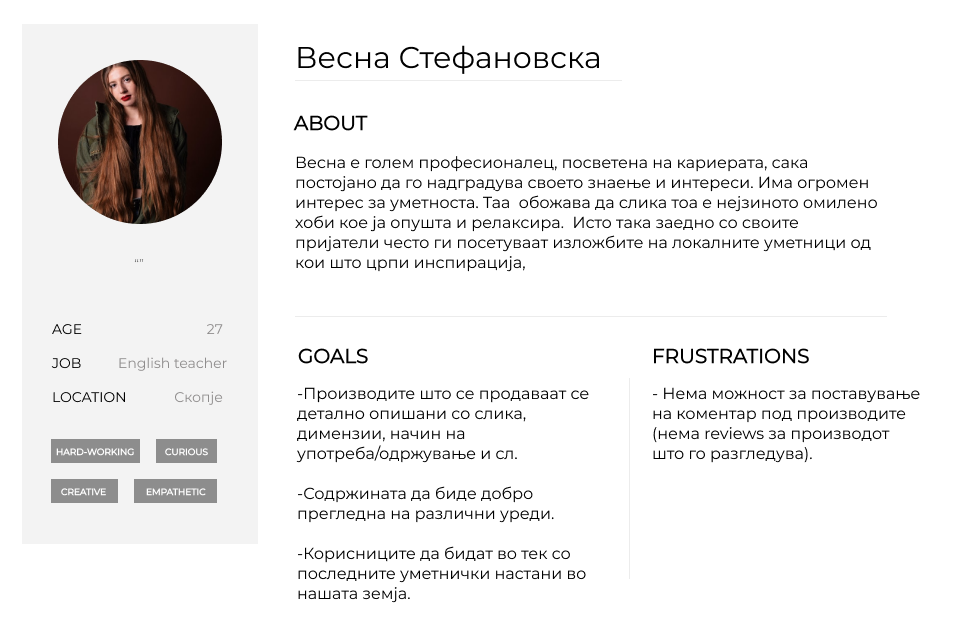 Весна Стефановска
ABOUT
Весна е голем професионалец, посветена на кариерата, сака
постојано да го надградува своето знаење и интереси. Има огромен
интерес за уметноста. Таа  обожава да слика тоа е нејзиното омилено
хоби кое ја опушта и релаксира.  Исто така заедно со своите
пријатели често ги посетуваат изложбите на локалните уметници од
кои што црпи инспирација,
“”
AGE 27
JOB English teacher
LOCATION Скопје
HARD-WORKING CURIOUS
CREATIVE EMPATHETIC
GOALS
-Производите што се продаваат се
детално опишани со слика,
димензии, начин на
употреба/одржување и сл.
-Содржината да биде добро
прегледна на различни уреди.
-Корисниците да бидат во тек со
последните уметнички настани во
нашата земја.
FRUSTRATIONS
- Нема можност за поставување
на коментар под производите
(нема reviews за производот
што го разгледува).